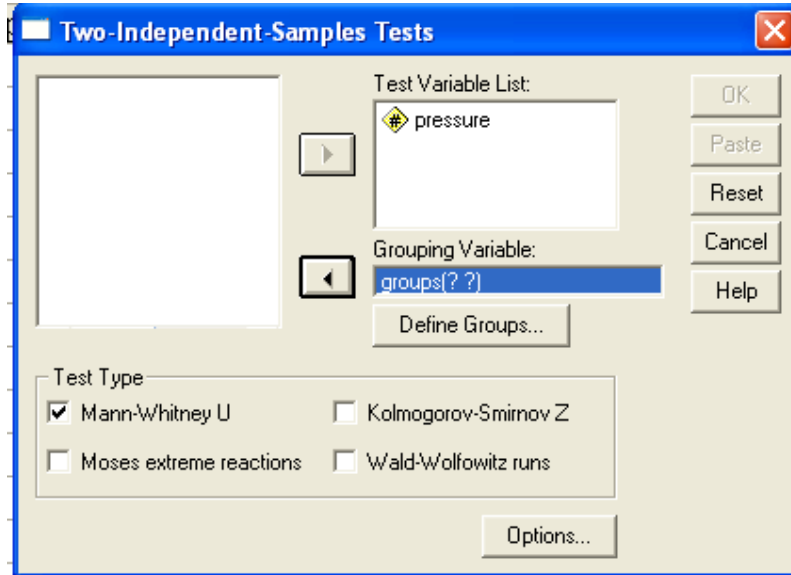 Two-Independent-Samples Tests
Test Variable List:
# pressure
Grouping Variable:
groups(? ?)
Define Groups...
OK
Paste
Reset
Cancel
Help
Test Type
Mann-Whitney U
Kolmogorov-Smirnov Z
Moses extreme reactions
Wald-Wolfowitz runs
Options...